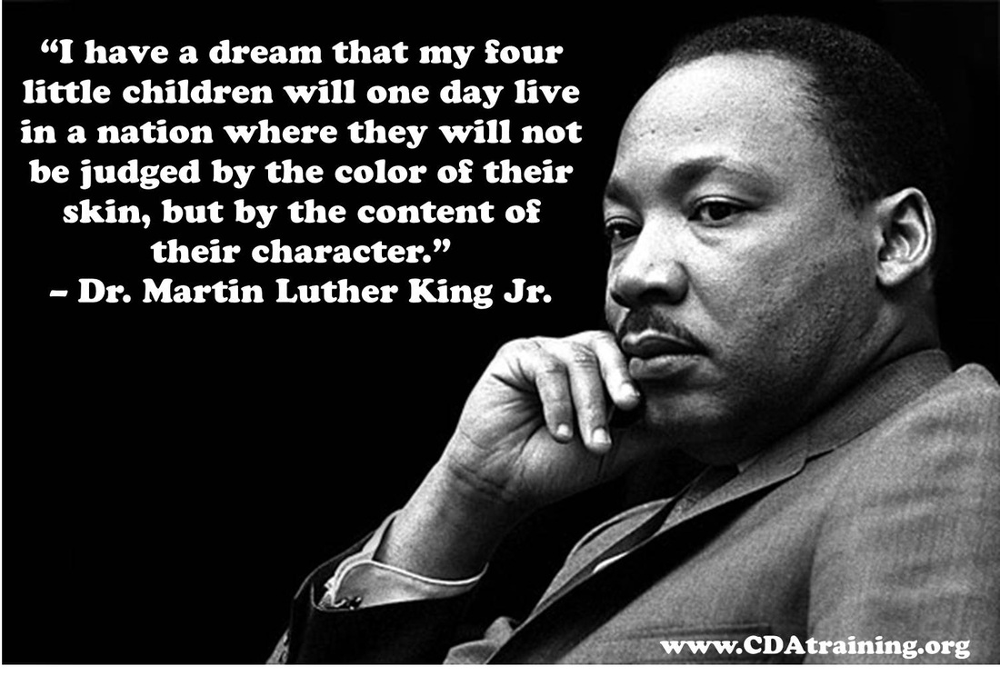 “I have a dream that my four
little children will one day live
in a nation where they will not
be judged by the color of their
skin, but by the content of
their character.”
– Dr. Martin Luther King Jr.
www.CDAtraining.org